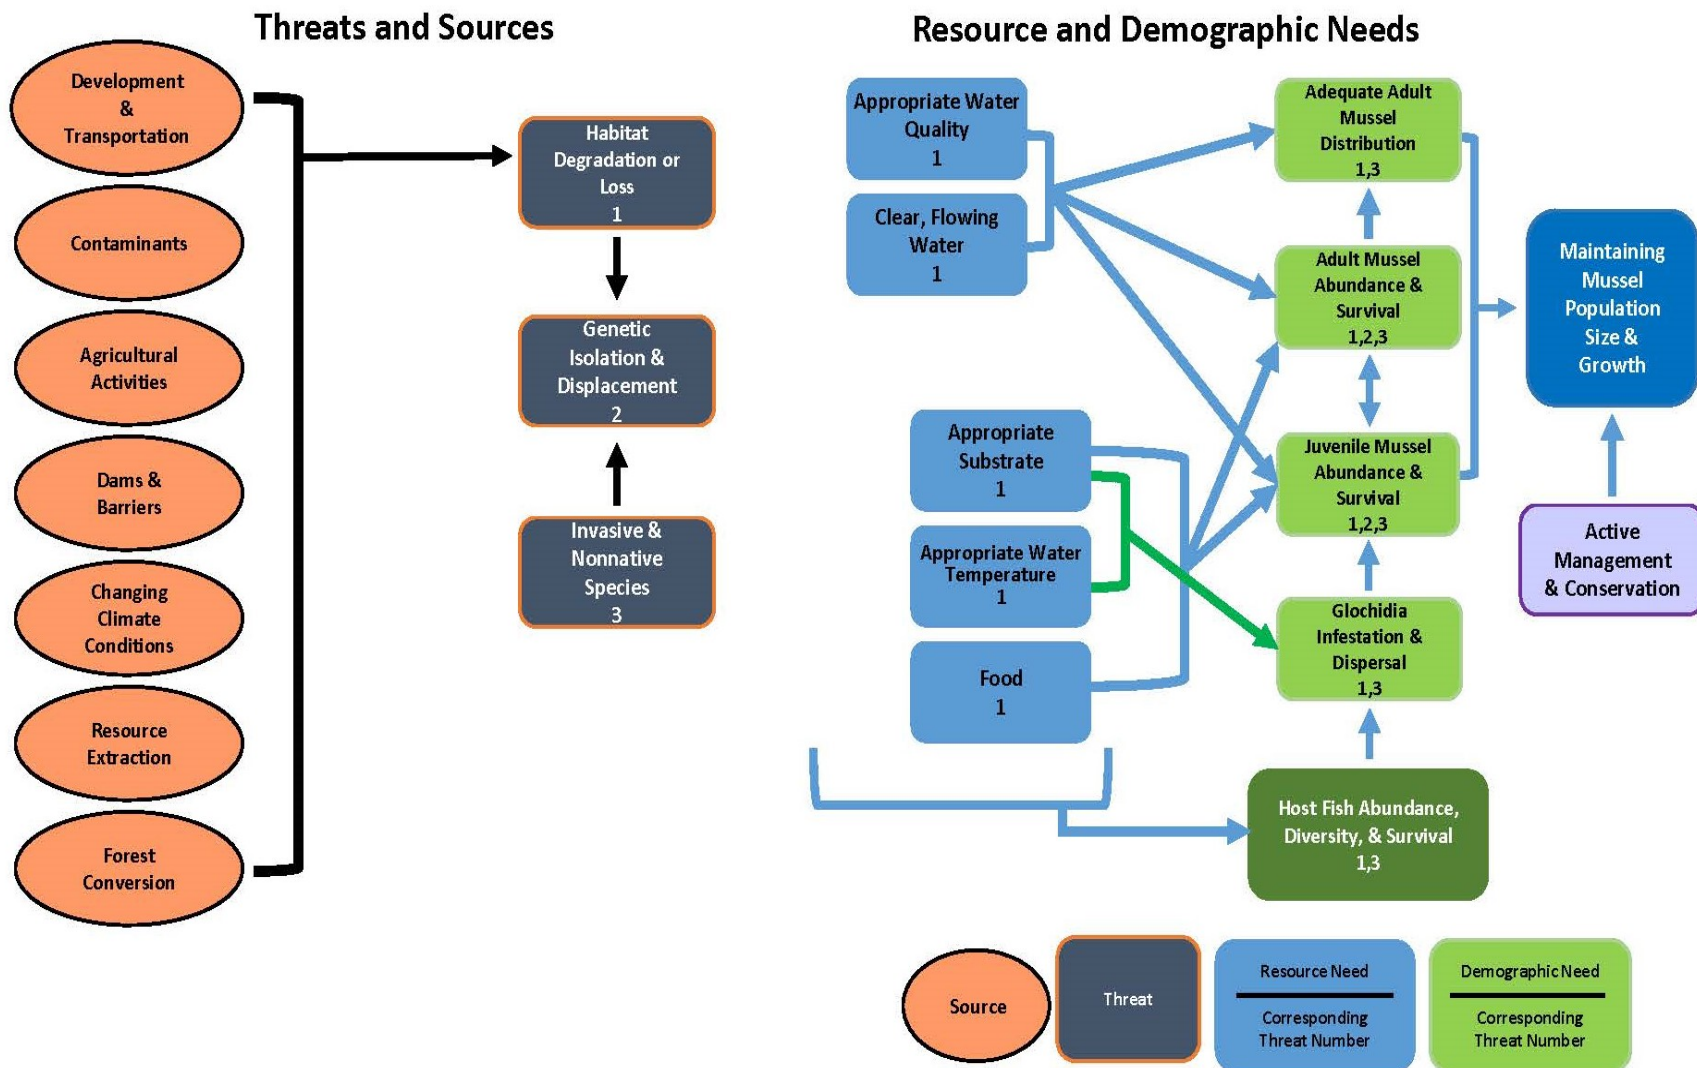 Threats and Sources
Development
&
Transportation
Contaminants
Agricultural
Activities
Dams &
Barriers
Changing
Climate
Conditions
Resource
Extraction
Forest
Conversion
Habitat
Degradation or
Loss
1
Genetic
Isolation &
Displacement
2
Invasive &
Nonnative
Species
3
Resource and Demographic Needs
Appropriate Water
Quality
1
Clear, Flowing
Water
1
Appropriate
Substrate
1
Appropriate Water
Temperature
1
Food
1
Adequate Adult
Mussel
Distribution
1,3
Adult Mussel
Abundance &
Survival
1,2,3
Juvenile Mussel
Abundance &
Survival
1,2,3
Glochidia
Infestation &
Dispersal
1,3
Host Fish Abundance,
Diversity, & Survival
1,3
Maintaining
Mussel
Population
Size &
Growth
Active
Management
& Conservation
Source
Threat
Resource Need
Corresponding
Threat Number
Demographic Need
Corresponding
Threat Number